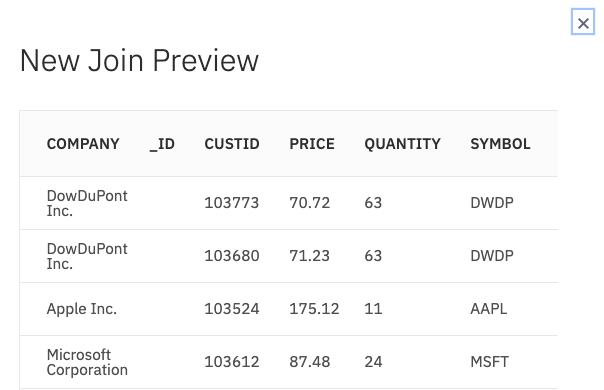 New Join Preview
COMPANY _ID CUSTID PRICE QUANTITY SYMBOL
DowDuPont
Inc. 103773 70.72 63 DWDP
DowDuPont
Inc. 103680 71.23 63 DWDP
Apple Inc. 103524 175.12 11 AAPL
Microsoft
Corporation 103612 87.48 24 MSFT